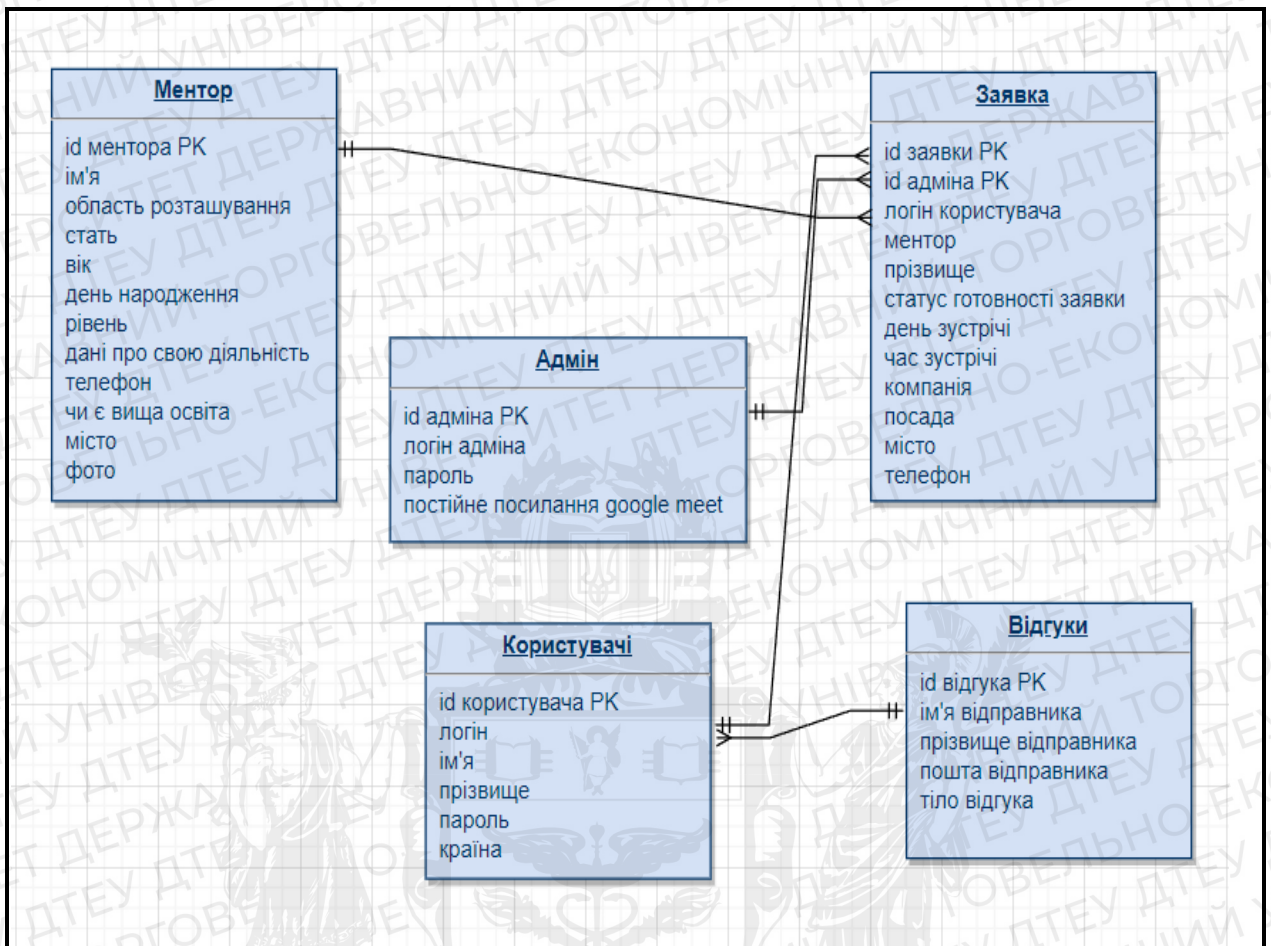 Ментор
id ментора PK
ім'я
область розташування
стать
вік
день народження
рівень
дані про свою діяльність
телефон
чи є вища освіта
місто
фото
Заявка
id заявки PK
id адміна PK
логін користувача
ментор
прізвище
статус готовності заявки
день зустрічі
час зустрічі
компанія
посада
місто
телефон
Адмін
id адміна PK
логін адміна
пароль
постійне посилання google meet
Користувачі
id користувача PK
логін
ім'я
прізвище
пароль
країна
Відгуки
id відгука PK
ім'я відправника
прізвище відправника
пошта відправника
тіло відгука